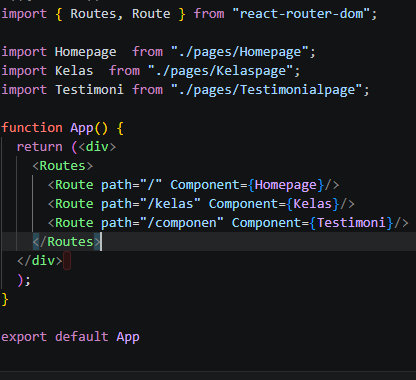 import { Routes, Route } from "react-router-dom";
import Homepage  from "./pages/Homepage";
import Kelas  from "./pages/Kelaspage";
import Testimoni from "./pages/Testimonialpage";
function App() {
  return (<div>
    <Routes>
      <Route path="/" Component={Homepage}/>
      <Route path="/kelas" Component={Kelas}/>
      <Route path="/componen" Component={Testimoni}/>
    </Routes>
  </div>
  );
}
export default App